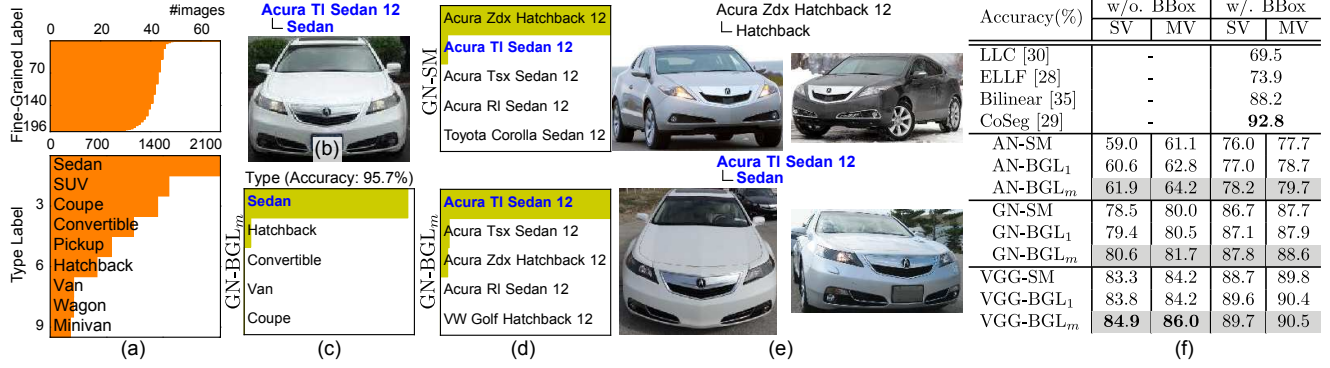 #images
0 20 40 60
Fine-Grained Label
70
140
196
0 700 1400 2100
Type Label
Sedan
SUV
3 Coupe
Convertible
Pickup
6 Hatchback
Van
Wagon
9 Minivan
(a)
Acura Tl Sedan 12
Sedan
(b)
Type (Accuracy: 95.7%)
GN-BGLm
Sedan
Hatchback
Convertible
Van
Coupe
(c)
GN-SM
Acura Zdx Hatchback 12
Acura Tl Sedan 12
Acura Tsx Sedan 12
Acura Rl Sedan 12
Toyota Corolla Sedan 12
GN-BGLm
Acura Tl Sedan 12
Acura Tsx Sedan 12
Acura Zdx Hatchback 12
Acura Rl Sedan 12
VW Golf Hatchback 12
(d)
Acura Zdx Hatchback 12
Hatchback
Acura Tl Sedan 12
Sedan
(e)
Accuracy(%) w/o. BBox w/. BBox
SV MV SV MV
LLC [30] - 69.5
ELLF [28] - 73.9
Bilinear [35] - 88.2
CoSeg [29] - 92.8
AN-SM 59.0 61.1 76.0 77.7
AN-BGL1 60.6 62.8 77.0 78.7
AN-BGLm 61.9 64.2 78.2 79.7
GN-SM 78.5 80.0 86.7 87.7
GN-BGL1 79.4 80.5 87.1 87.9
GN-BGLm 80.6 81.7 87.8 88.6
VGG-SM 83.3 84.2 88.7 89.8
VGG-BGL1 83.8 84.2 89.6 90.4
VGG-BGLm 84.9 86.0 89.7 90.5
(f)